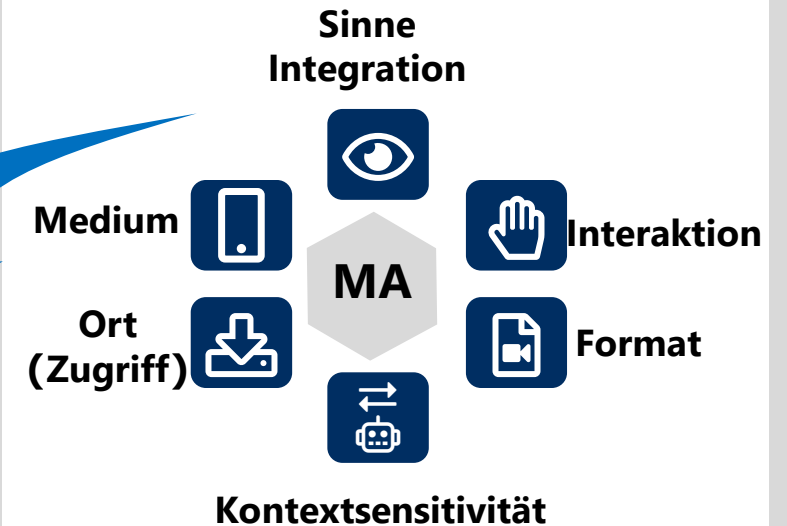 Sinne
Integration
Medium
Interaktion
MA
Ort
(Zugriff)
Format
Kontextsensitivität